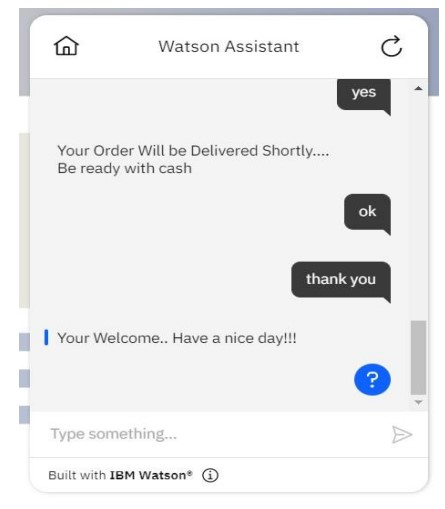 Watson Assistant
yes
Your Order Will be Delivered Shortly....
Be ready with cash
ok
thank you
Your Welcome.. Have a nice day!!!
?
Type something...
Built with IBM Watson®